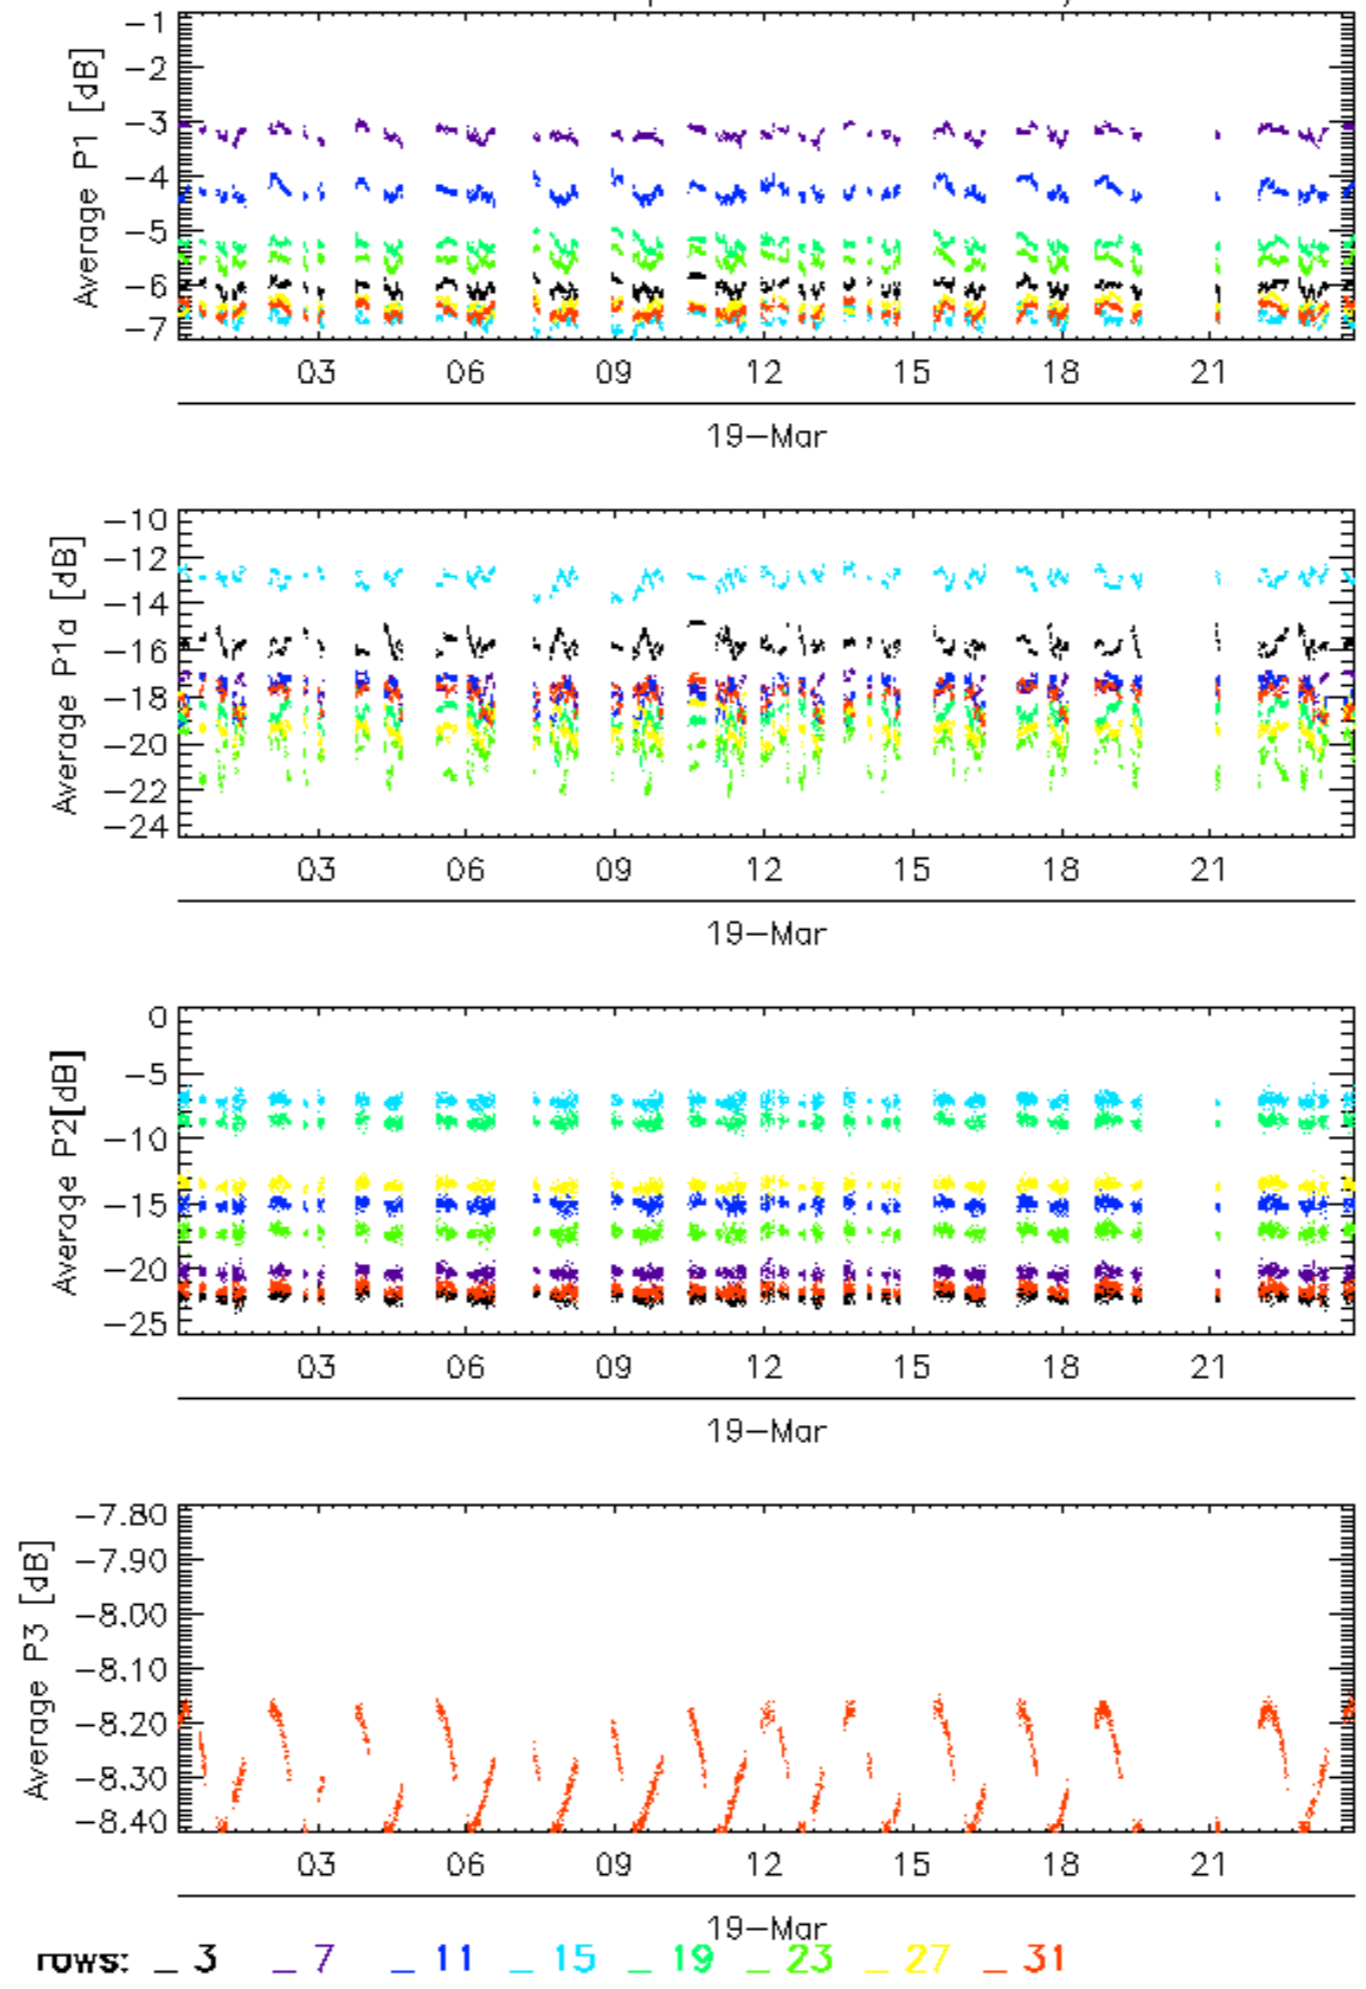 -1
-2
-3
-4
-5
-6
-7
Average P1 [dB]
03 06 09 12 15 18 21
19-Mar
-10
-12
-14
-16
-18
-20
-22
-24
Average P1a [dB]
03 06 09 12 15 18 21
19-Mar
0
-5
-10
-15
-20
-25
Average P2[dB]
03 06 09 12 15 18 21
19-Mar
-7.80
-7.90
-8.00
-8.10
-8.20
-8.30
-8.40
Average P3 [dB]
03 06 09 12 15 18 21
19-Mar
rows: _ 3 _ 7 _ 11 _ 15 _ 19 _ 23 _ 27 _ 31